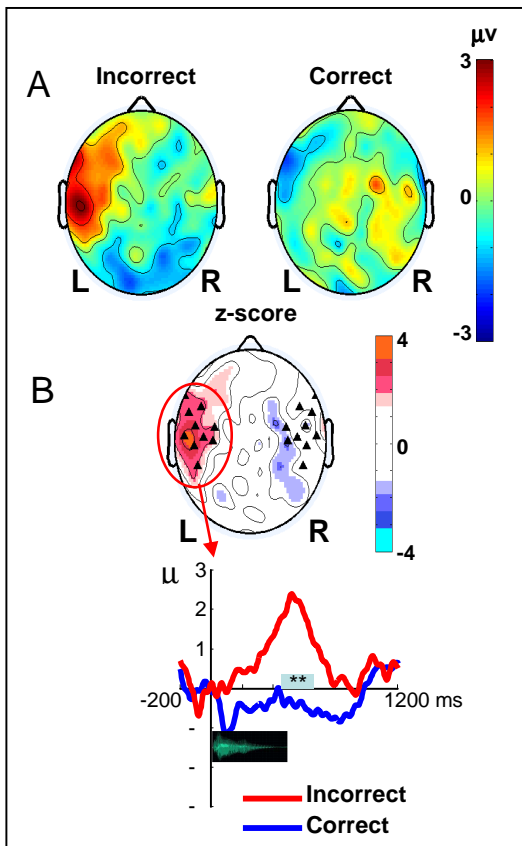 μv
A
Incorrect
Correct
3
0
-3
L
R
L
R
z-score
B
4
0
-4
L
R
μ
3
2
1
**
-200
1200 ms
-
-
-
Incorrect
Correct